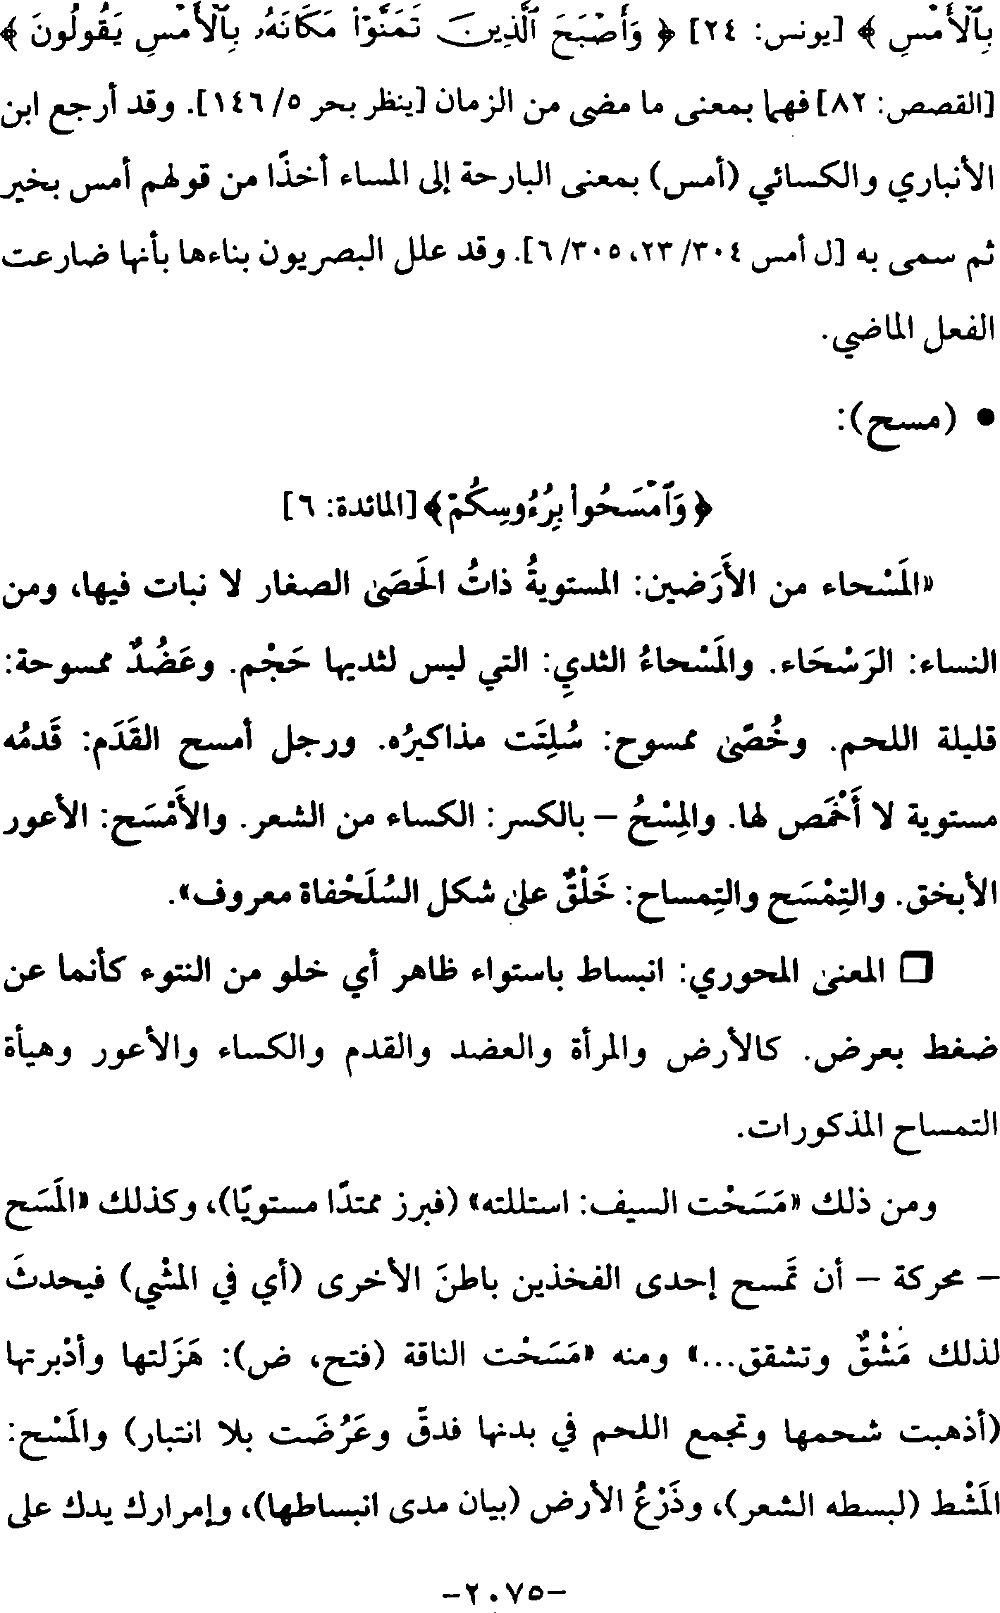 بِٱلۡأَمۡسِ ﴾ [يونس: ٢٤] ﴿ وَأَصۡبَحَ ٱلَّذِينَ تَمَنَّوۡاْ مَكَانَهُۥ بِٱلۡأَمۡسِ يَقُولُونَ ﴾
[القصص: ٨٢] فهما بمعنى ما مضى من الزمان [ينظر بحر ٥/ ١٤٦]. وقد أرجع ابن
الأنباري والكسائي (أمس) بمعنى البارحة إلى المساء أخذًا من قولهم أمس بخير
ثم سمى به [ل أمس ٣٠٤/ ٢٣، ٣٠٥/ ٦]. وقد علل البصريون بناءها بأنها ضارعت
الفعل الماضي.
• (مسح):
﴿ وَٱمۡسَحُواْ بِرُءُوسِكُمۡ﴾ [المائدة: ٦]
«المَسْحاء من الأَرَضين: المستويةُ ذاتُ الحَصَىٰ الصغار لا نبات فيها، ومن
النساء: الرَسْحَاء. والمَسْحاءُ الثديِ: التي ليس لثديها حَجْم. وعَضُدٌ ممسوحة:
قليلة اللحم. وخُصًىٰ ممسوح: سُلِتَت مذاكيرُه. ورجل أمسح القَدَم: قَدمُه
مستوية لا أَخْمَص لها. والمِسْحُ – بالكسر: الكساء من الشعر. والأَمْسَح: الأعور
الأبخق. والتِمْسَح والتِمساح: خَلْقٌ علىٰ شكل السُلَحْفاة معروف».
❒ المعنىٰ المحوري: انبساط باستواء ظاهر أي خلو من النتوء كأنما عن
ضغط بعرض. كالأرض والمرأة والعضد والقدم والكساء والأعور وهيأة
التمساح المذكورات.
ومن ذلك «مَسَحْت السيف: استللته» (فبرز ممتدًا مستويًا)، وكذلك «المَسَح
– محركة – أن تَمسح إحدى الفخذين باطنَ الأخرى (أي في المشْي) فيحدثَ
لذلك مَشْقٌ وتشقق...» ومنه «مَسَحْت الناقة (فتح، ض): هَزَلتها وأدْبرتها
(أذهبت شحمها وتجمع اللحم في بدنها فدقّ وعَرُضَت بلا انتبار) والمَسْح:
المَشْط (لبسطه الشعر)، وذَرْعُ الأرض (بيان مدى انبساطها)، وإمرارك يدك على
-٢٠٧٥-